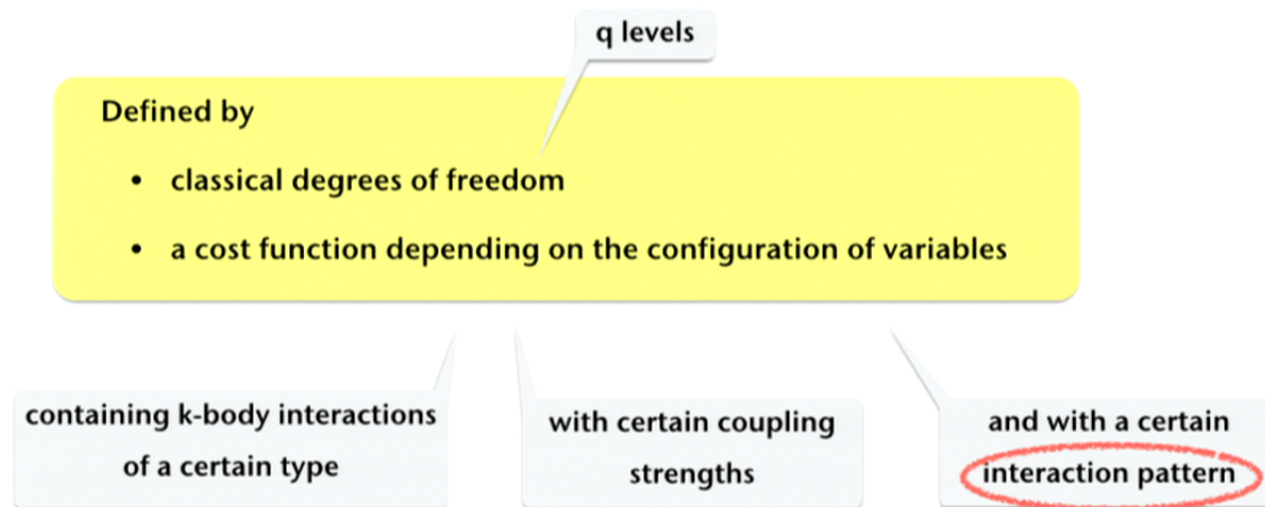 q levels
Defined by
• classical degrees of freedom
• a cost function depending on the configuration of variables
containing k-body interactions
of a certain type
with certain coupling
strengths
and with a certain
interaction pattern